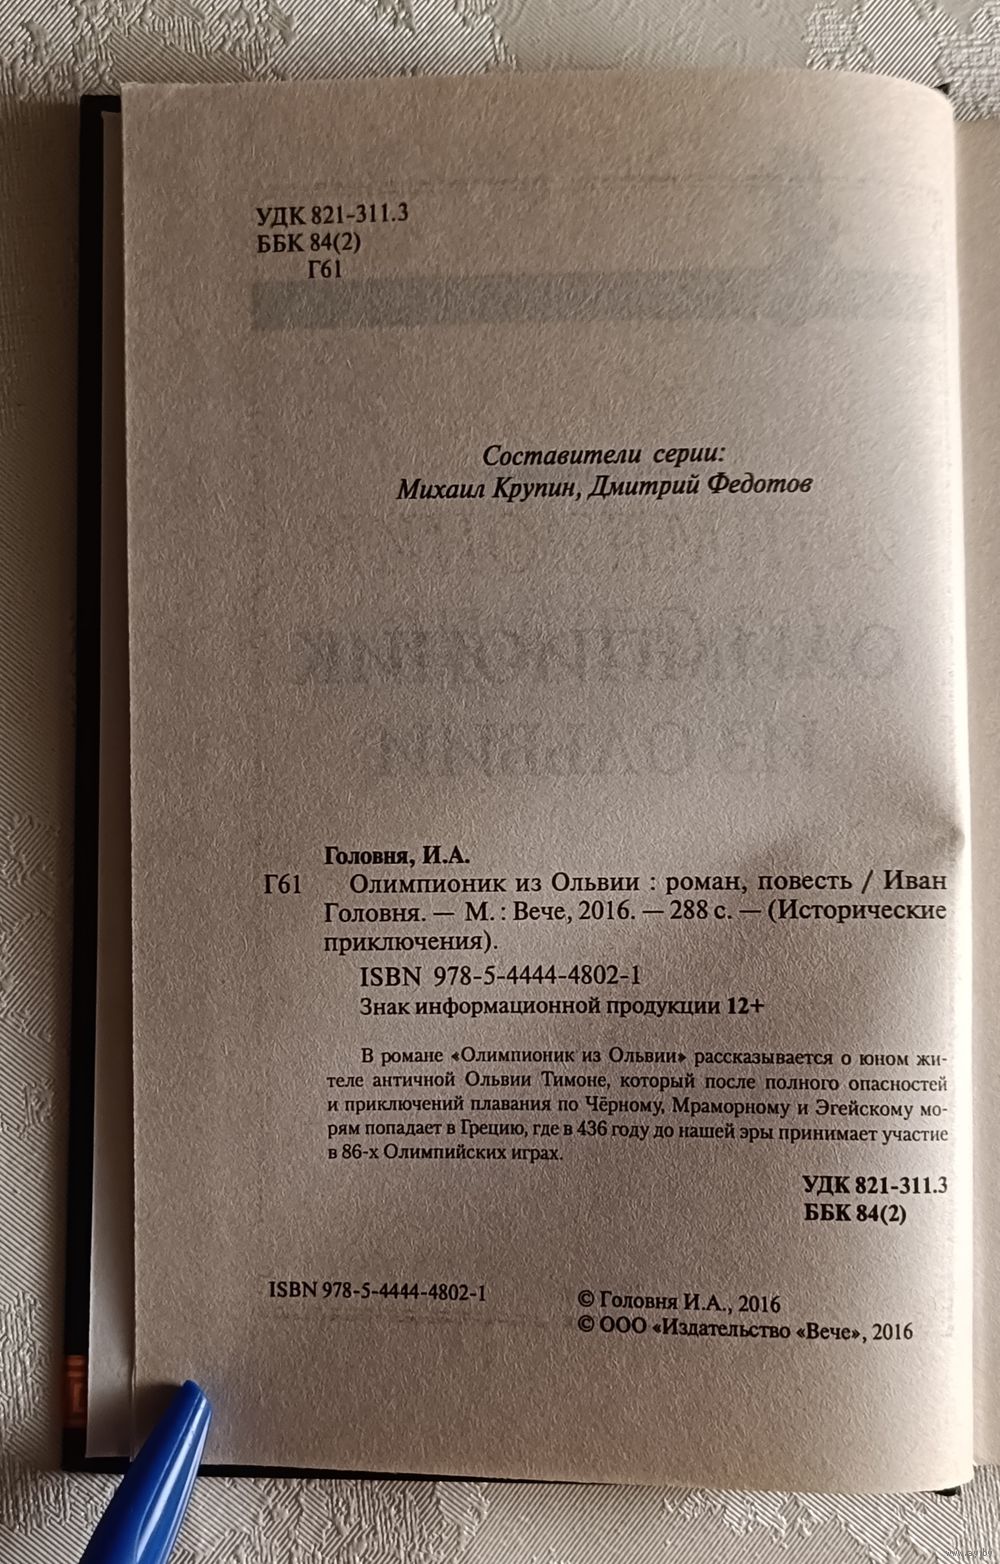 УДК 821-311.3
ББК 84(2)
Г61
Составители серии:
Михаил Крупин, Дмитрий Федотов
Головня, И.А.
Г61 Олимпионик из Ольвии : роман, повесть / Иван
Головня. — М. : Вече, 2016. — 288 с. — (Исторические
приключения).
ISBN 978-5-4444-4802-1
Знак информационной продукции 12+
В романе «Олимпионик из Ольвии» рассказывается о юном жи-
теле античной Ольвии Тимоне, который после полного опасностей
и приключений плавания по Чёрному, Мраморному и Эгейскому мо-
рям попадает в Грецию, где в 436 году до нашей эры принимает участие
в 86-х Олимпийских играх.
УДК 821-311.3
ББК 84(2)
ISBN 978-5-4444-4802-1
© Головня И.А., 2016
© ООО «Издательство «Вече», 2016